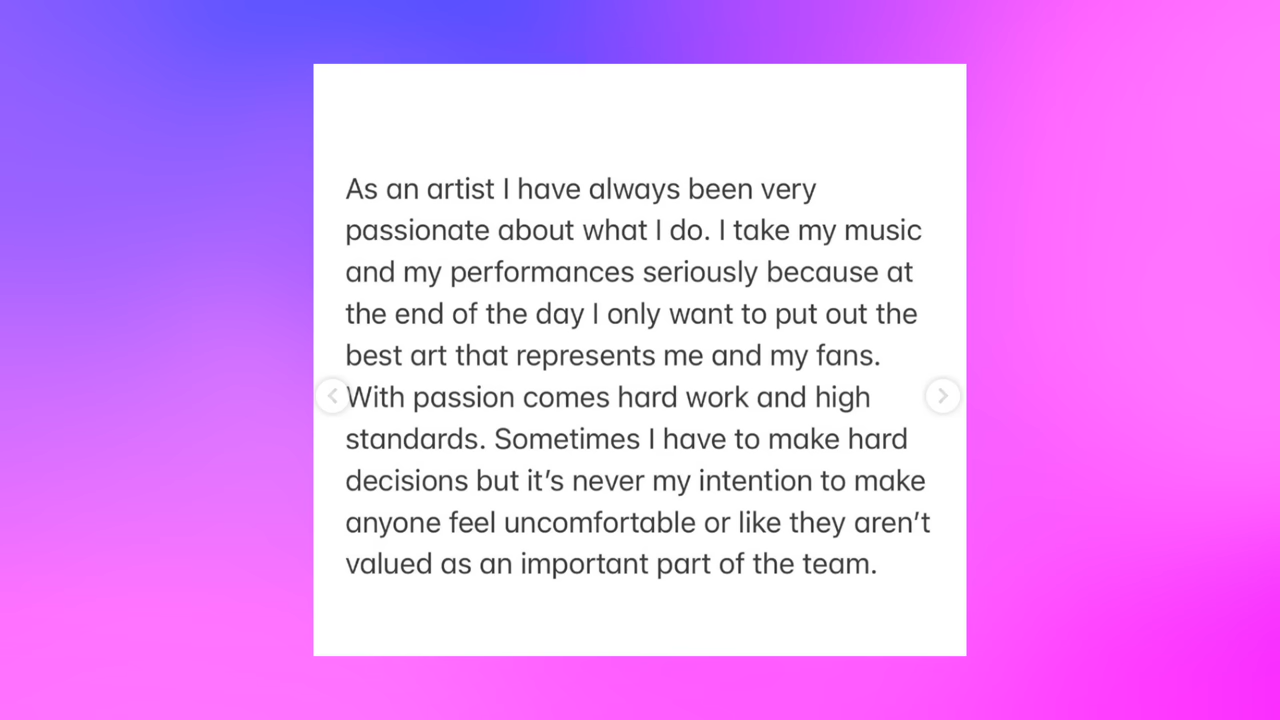 As an artist I have always been very
passionate about what I do. I take my music
and my performances seriously because at
the end of the day I only want to put out the
best art that represents me and my fans.
With passion comes hard work and high
standards. Sometimes I have to make hard
decisions but it’s never my intention to make
anyone feel uncomfortable or like they aren’t
valued as an important part of the team.